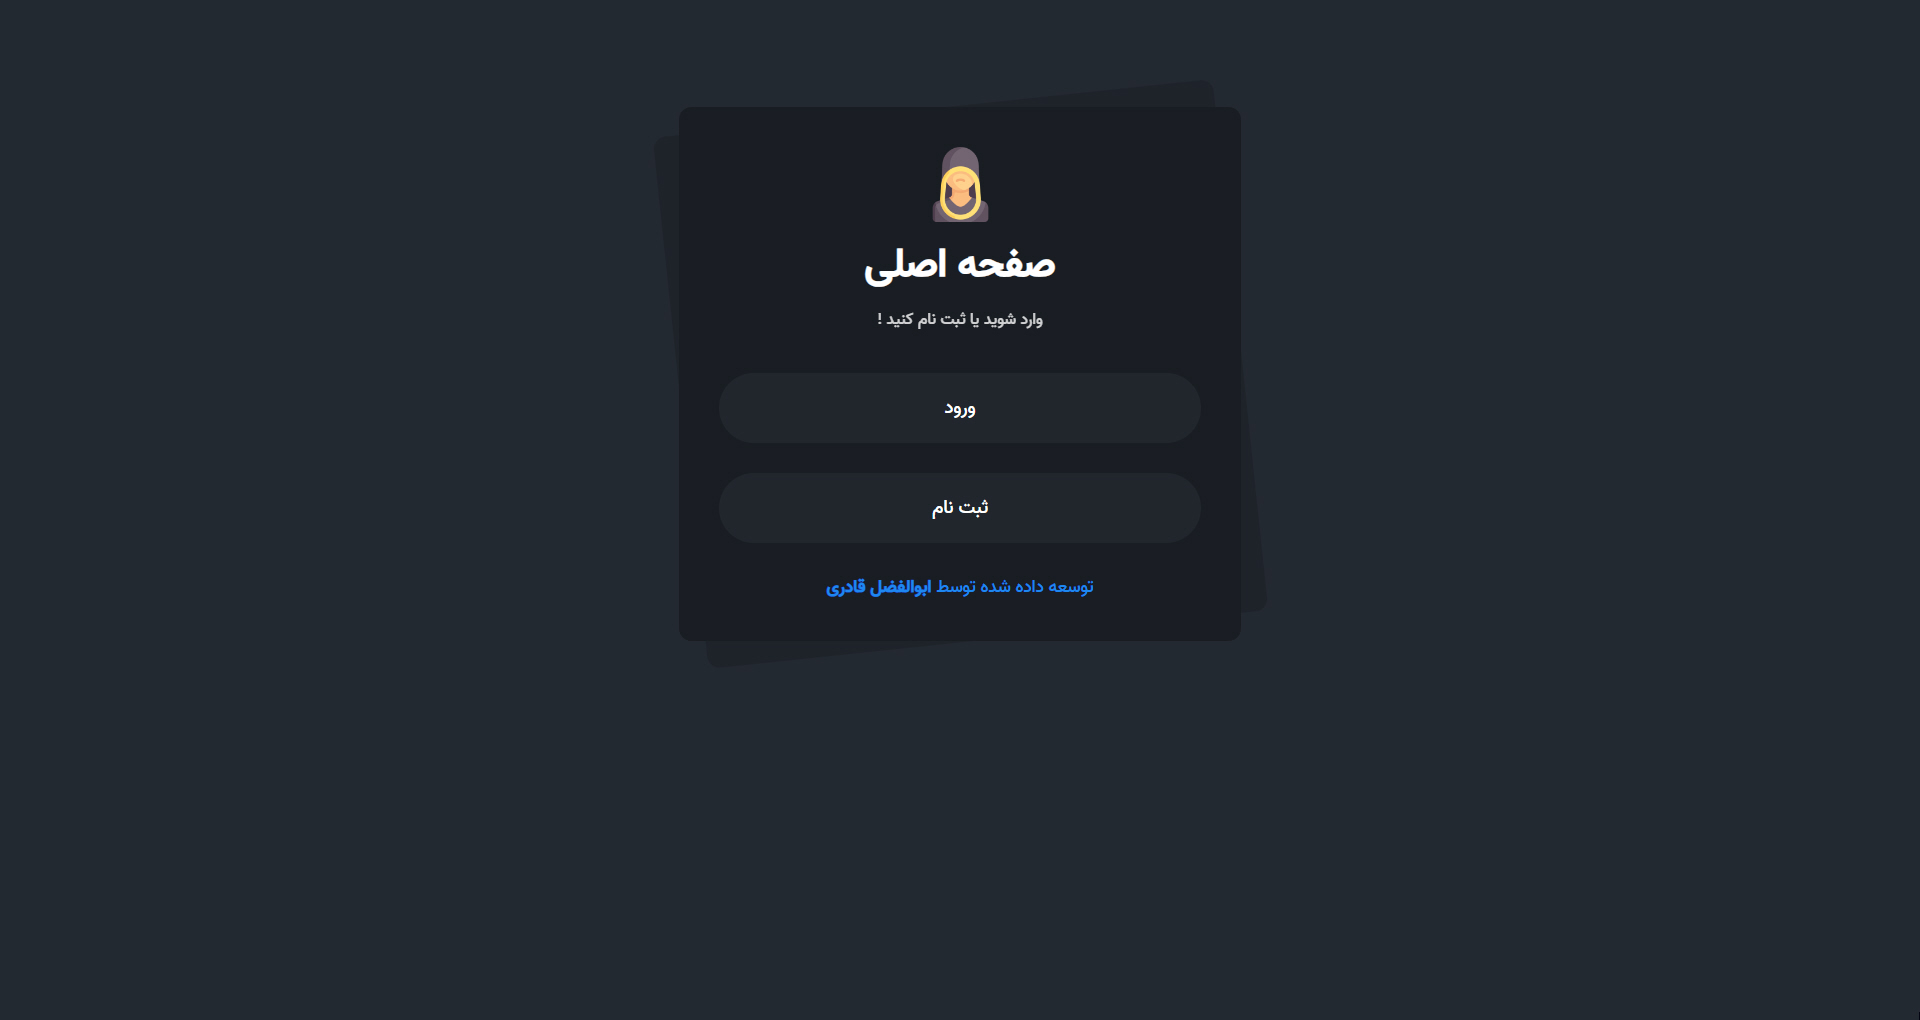 صفحه اصلی
وارد شوید یا ثبت نام کنید !
ورود
ثبت نام
توسعه داده شده توسط ابوالفضل قادری